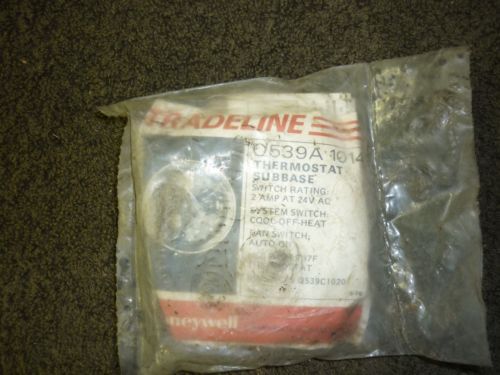 TRADELINE
Q539A 1014
THERMOSTAT
SUBBASE
SWITCH RATING:
2 AMP AT 24V AC
SYSTEM SWITCH:
COOL-OFF-HEAT
FAN SWITCH;
AUTO-ON
Q539C1020
Honeywell